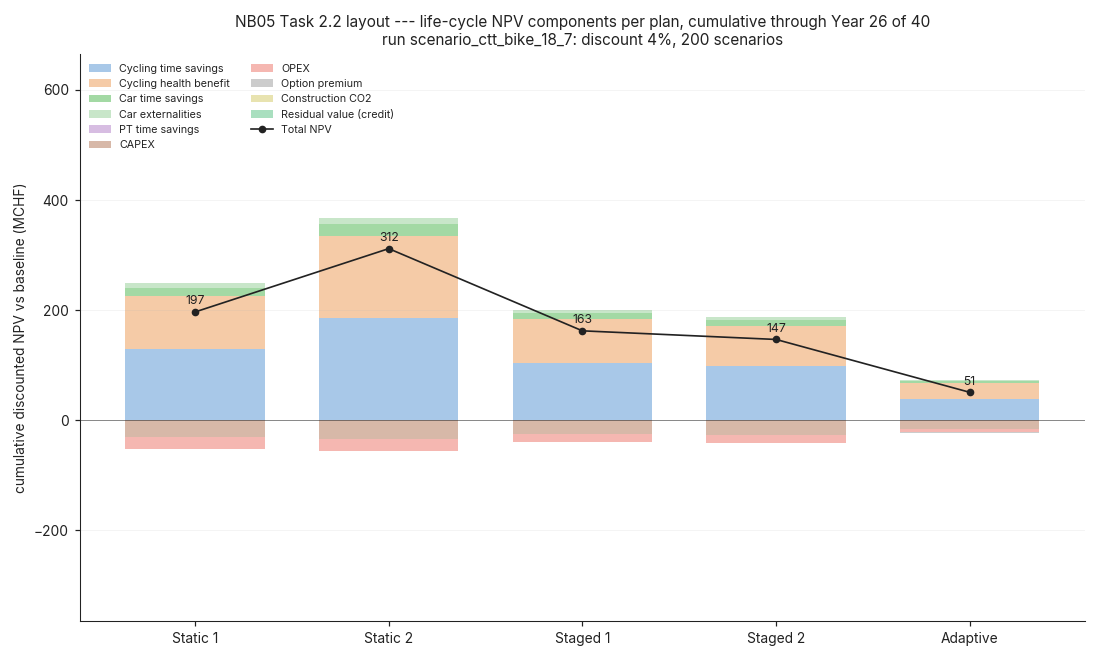 NB05 Task 2.2 layout --- life-cycle NPV components per plan, cumulative through Year 26 of 40
run scenario_ctt_bike_18_7: discount 4%, 200 scenarios
Cycling time savings
Cycling health benefit
Car time savings
Car externalities
PT time savings
CAPEX
OPEX
Option premium
Construction CO2
Residual value (credit)
Total NPV
cumulative discounted NPV vs baseline (MCHF)
600
400
200
0
−200
197
312
163
147
51
Static 1
Static 2
Staged 1
Staged 2
Adaptive